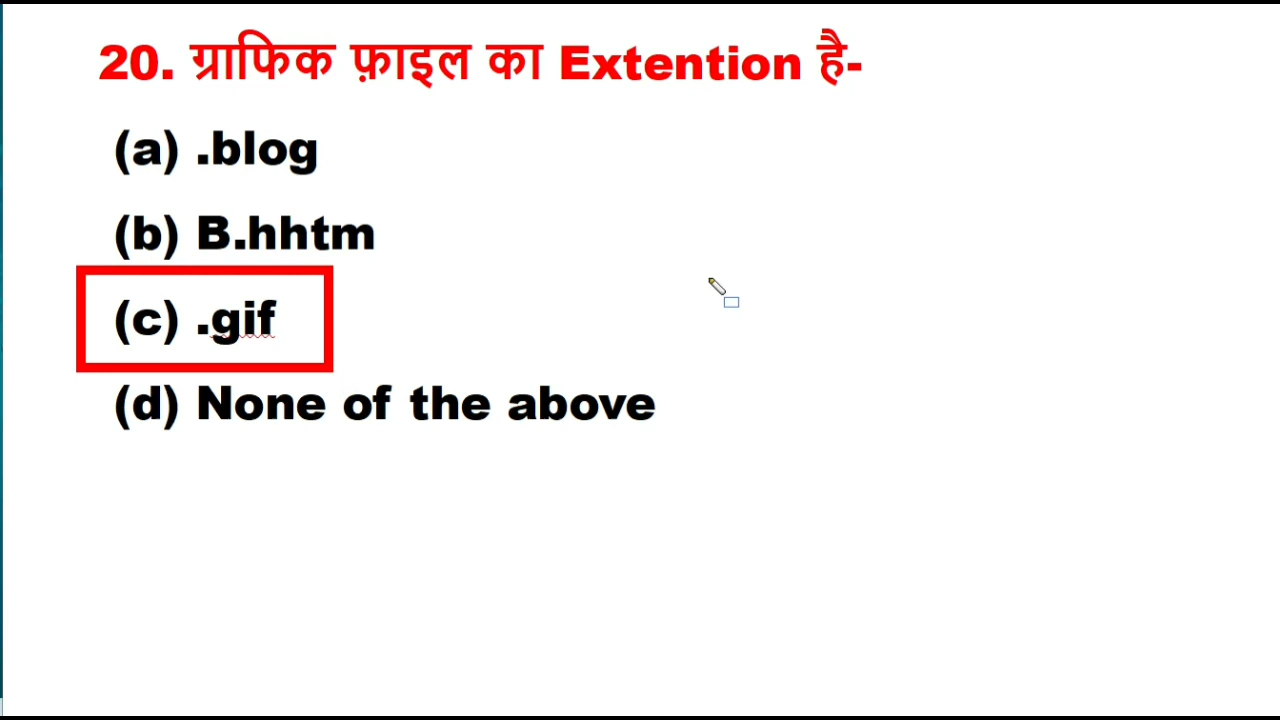 20. ग्राफिक फ़ाइल का Extention है-
(a) .blog
(b) B.hhtm
(c) .gif
(d) None of the above